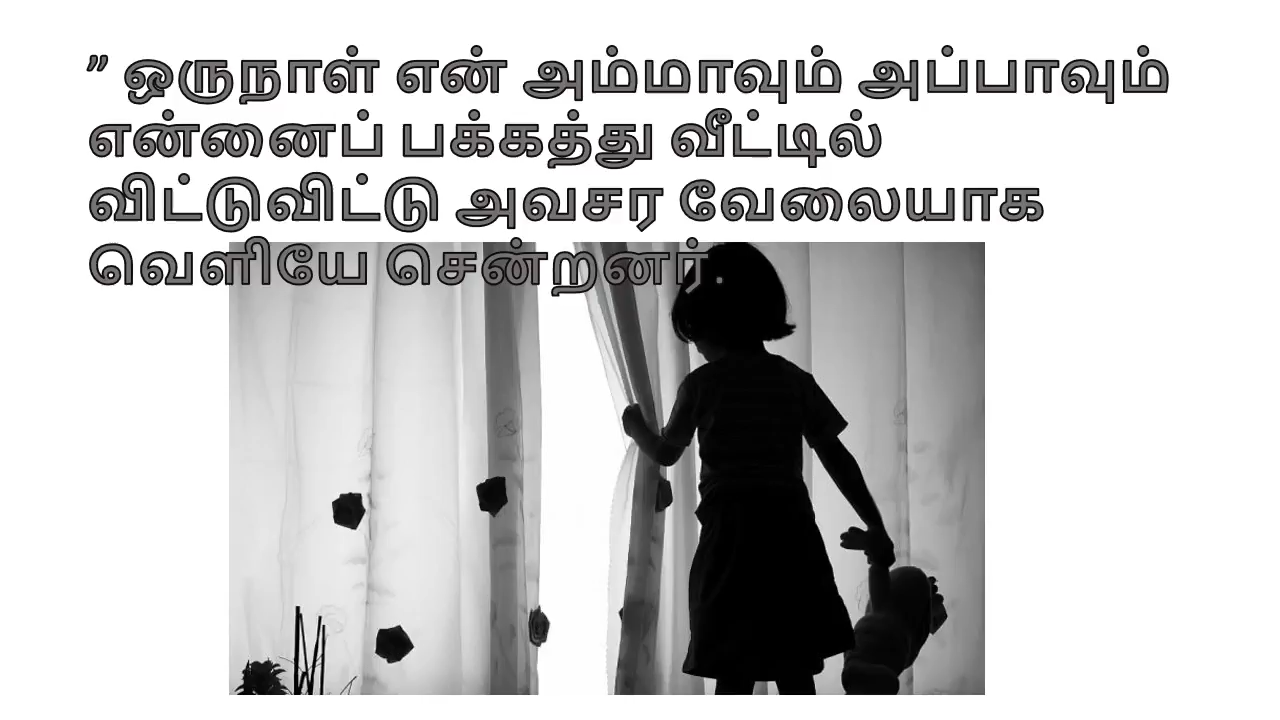 ” ஒருநாள் என் அம்மாவும் அப்பாவும்
என்னைப் பக்கத்து வீட்டில்
விட்டுவிட்டு அவசர வேலையாக
வெளியே சென்றனர்.